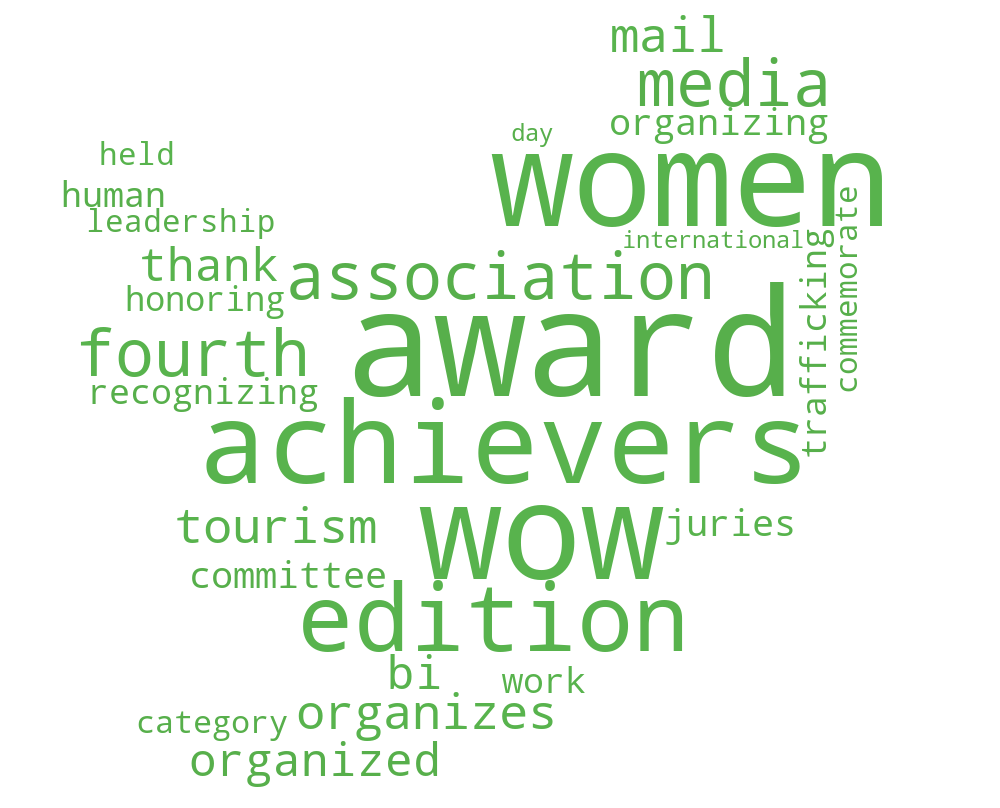 mail
media
organizing
day
women
held
human
leadership
international
commemorate
trafficking
thank
association
honoring
award
fourth
recognizing
achievers
wow
juries
tourism
committee
edition
bi
work
organizes
category
organized